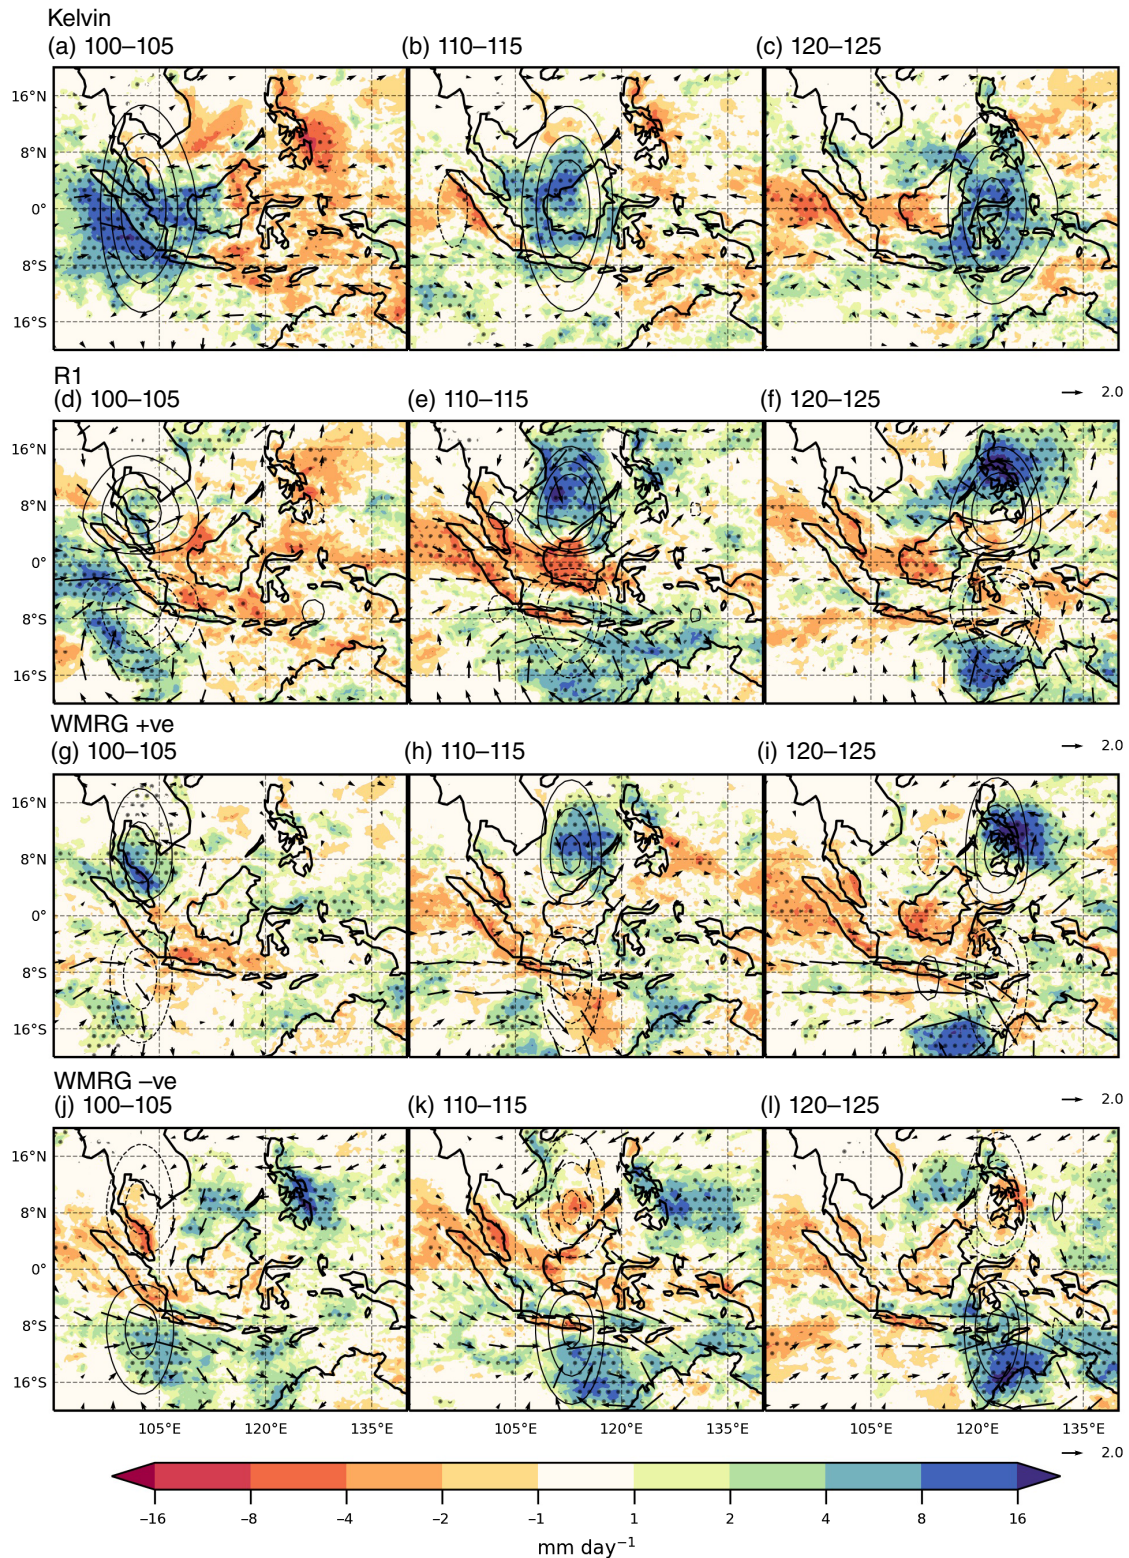 Kelvin
(a) 100–105 (b) 110–115 (c) 120–125
16°N
8°N
0°
8°S
16°S
R1
(d) 100–105 (e) 110–115 (f) 120–125 2.0
16°N
8°N
0°
8°S
16°S
WMRG +ve
(g) 100–105 (h) 110–115 (i) 120–125 2.0
16°N
8°N
0°
8°S
16°S
WMRG –ve
(j) 100–105 (k) 110–115 (l) 120–125 2.0
16°N
8°N
0°
8°S
16°S
105°E 120°E 135°E 105°E 120°E 135°E 105°E 120°E 135°E
2.0
–16 –8 –4 –2 –1 1 2 4 8 16
mm day⁻¹